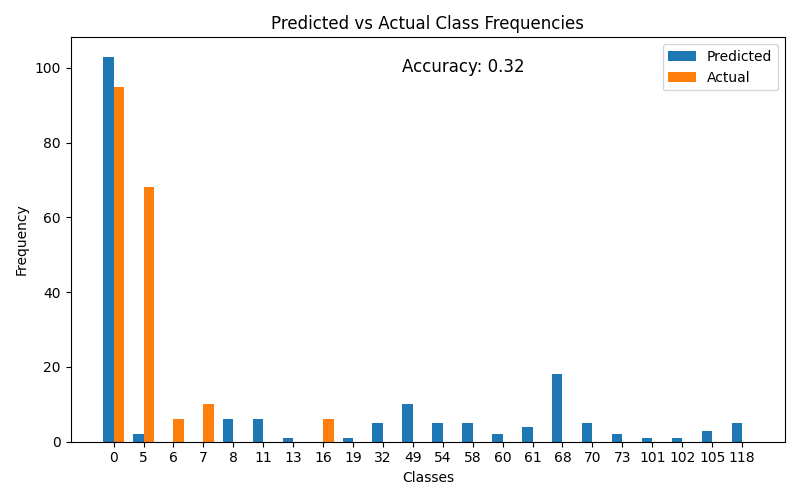 Predicted vs Actual Class Frequencies
Accuracy: 0.32
Predicted
Actual
Frequency
100
80
60
40
20
0
0 5 6 7 8 11 13 16 19 32 49 54 58 60 61 68 70 73 101 102 105 118
Classes